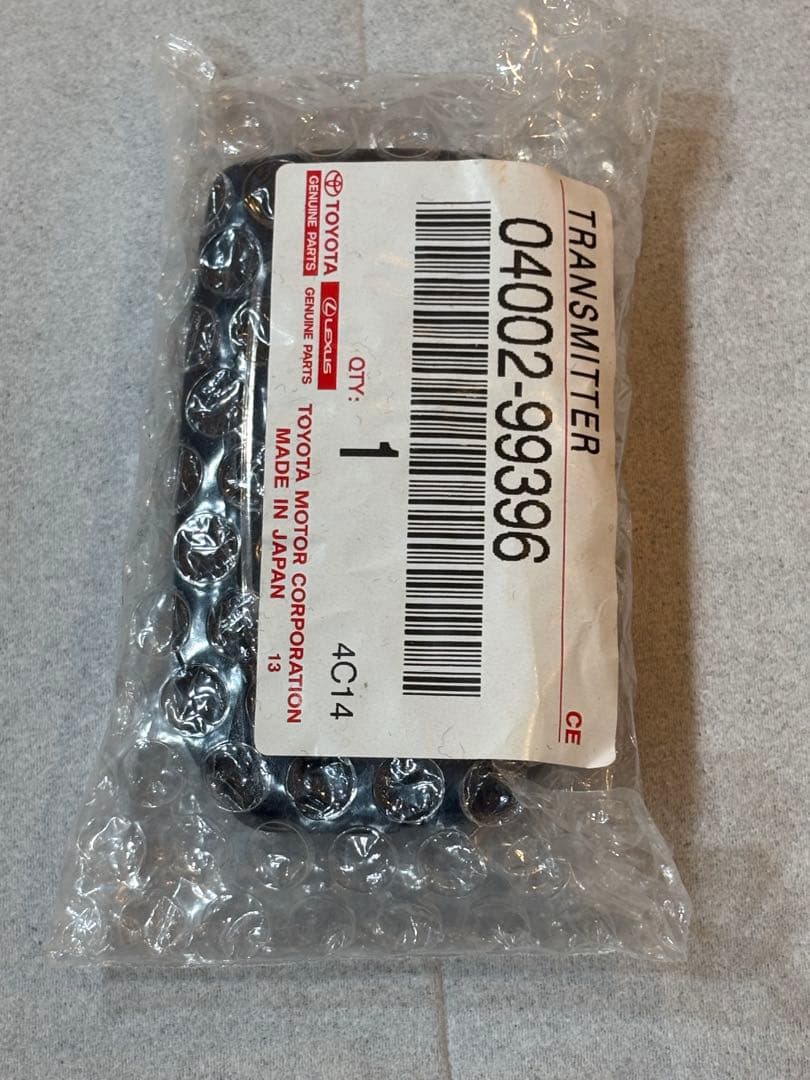 TRANSMITTER
04002-99396
CE
QTY: 1
4C14
TOYOTA
GENUINE PARTS
LEXUS
GENUINE PARTS
TOYOTA MOTOR CORPORATION
MADE IN JAPAN 13